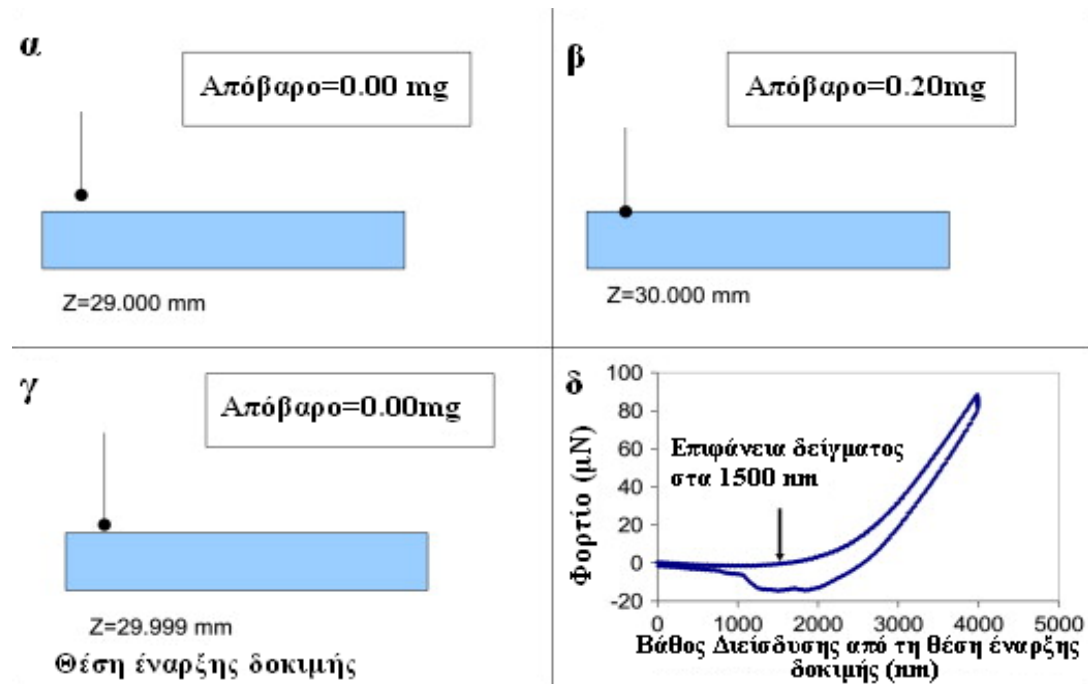 α
Απόβαρο=0.00 mg
Z=29.000 mm
β
Απόβαρο=0.20mg
Z=30.000 mm
γ
Απόβαρο=0.00mg
Z=29.999 mm
Θέση έναρξης δοκιμής
δ
Φορτίο (μN)
100
80
60
40
20
0
-20
Επιφάνεια δείγματος
στα 1500 nm
0 1000 2000 3000 4000 5000
Βάθος Διείσδυσης από τη θέση έναρξης
δοκιμής (nm)